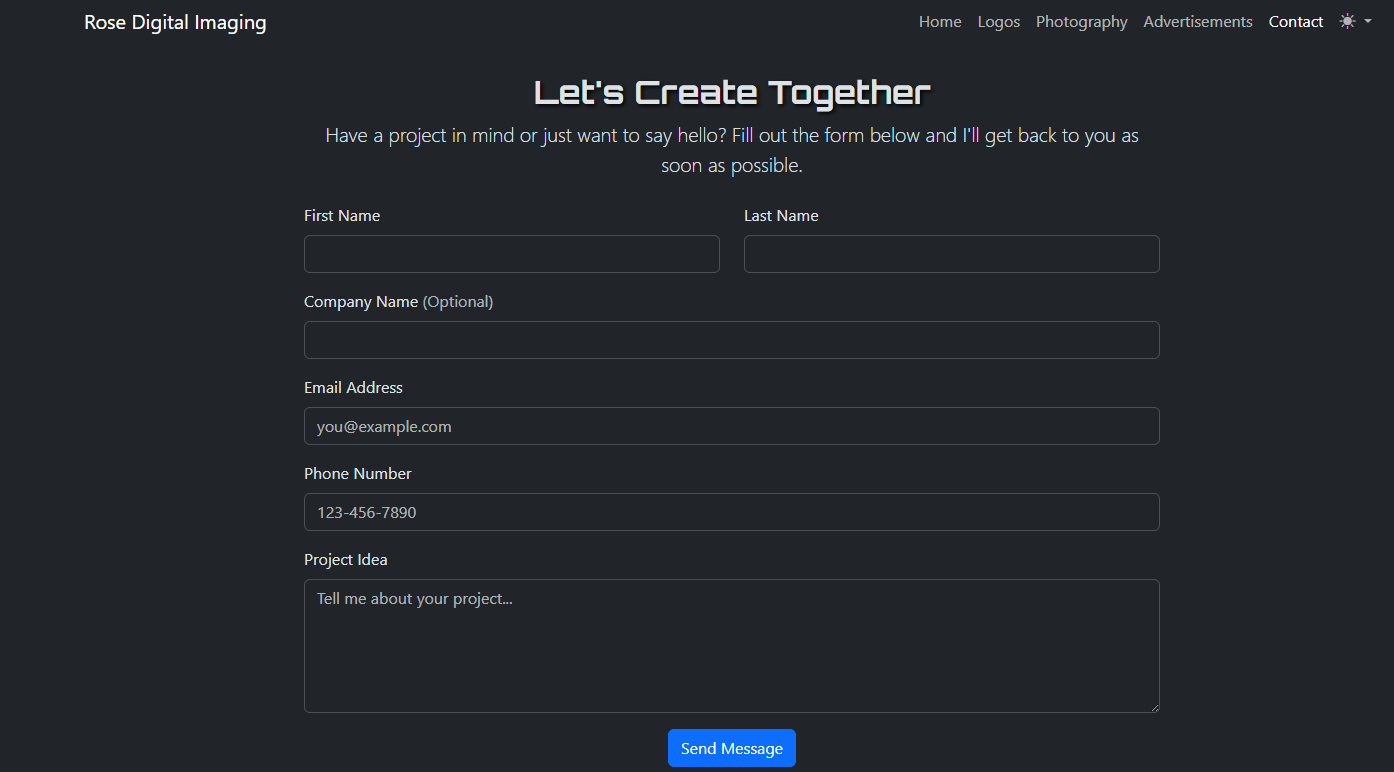 Rose Digital Imaging
Home Logos Photography Advertisements Contact
Let's Create Together
Have a project in mind or just want to say hello? Fill out the form below and I'll get back to you as
soon as possible.
First Name Last Name
Company Name (Optional)
Email Address
you@example.com
Phone Number
123-456-7890
Project Idea
Tell me about your project...
Send Message